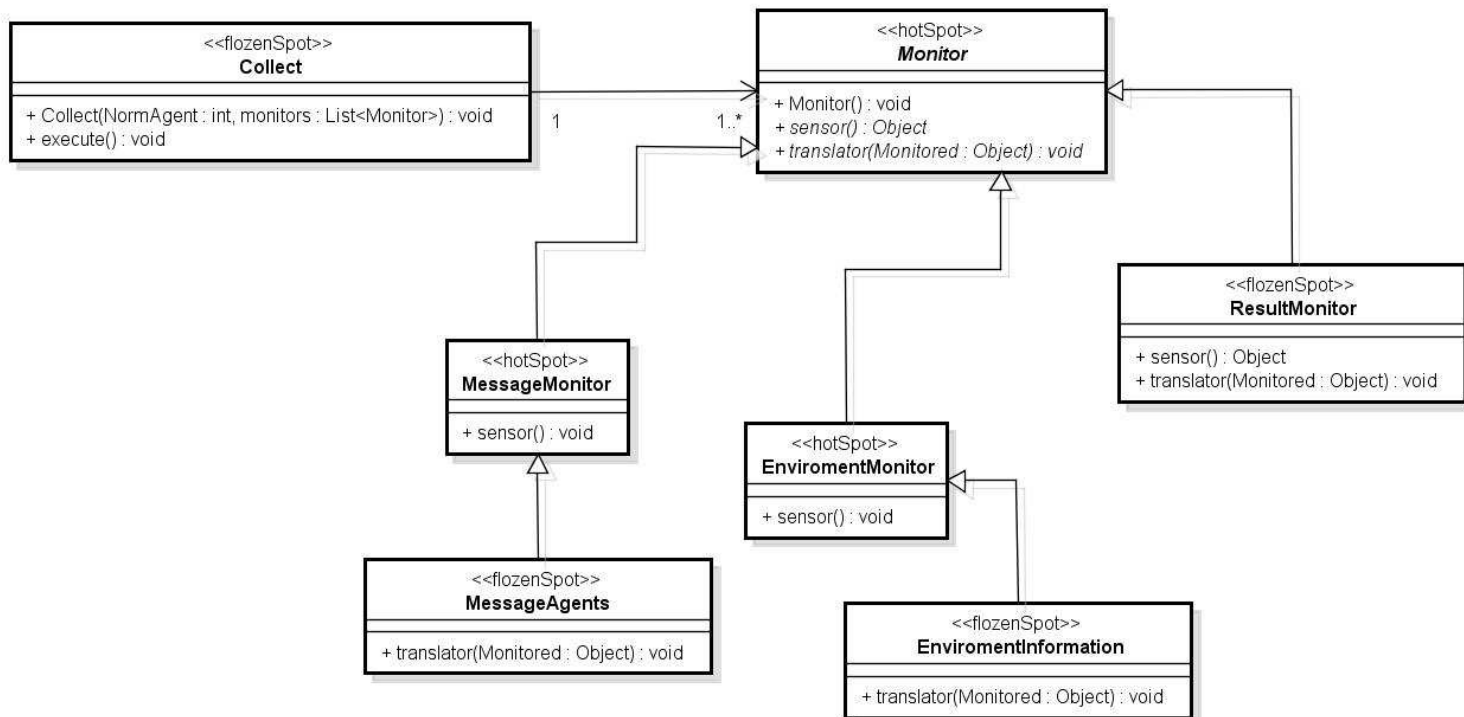 <<flozenSpot>>
Collect
+ Collect(NormAgent : int, monitors : List<Monitor>) : void
+ execute() : void
1
1..*
<<hotSpot>>
Monitor
+ Monitor() : void
+ sensor() : Object
+ translator(Monitored : Object) : void
<<flozenSpot>>
ResultMonitor
+ sensor() : Object
+ translator(Monitored : Object) : void
<<hotSpot>>
MessageMonitor
+ sensor() : void
<<hotSpot>>
EnviromentMonitor
+ sensor() : void
<<flozenSpot>>
MessageAgents
+ translator(Monitored : Object) : void
<<flozenSpot>>
EnviromentInformation
+ translator(Monitored : Object) : void